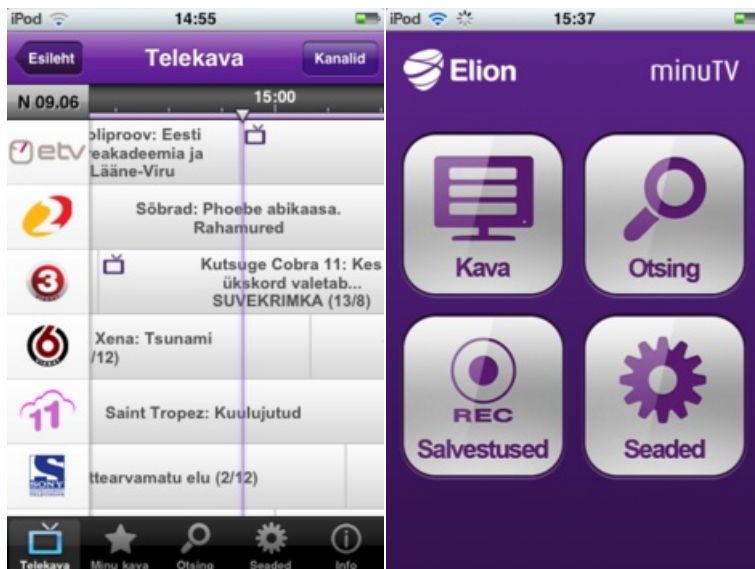 iPod 14:55
Esileht Telekava Kanalid
N 09.06 15:00
etv
oliproov: Eesti
eakadeemia ja
Lääne-Viru
2
Sõbrad: Phoebe abikaasa.
Rahamured
3
Kutsuge Cobra 11: Kes
ükskord valetab...
SUVEKRIMKA (13/8)
6
Xena: Tsunami
/12)
11
Saint Tropez: Kuulujutud
SONY
ttearvamatu elu (2/12)
Telekava Minu kava Otsing Seaded Info
iPod 15:37
Elion minuTV
Kava Otsing
REC
Salvestused Seaded